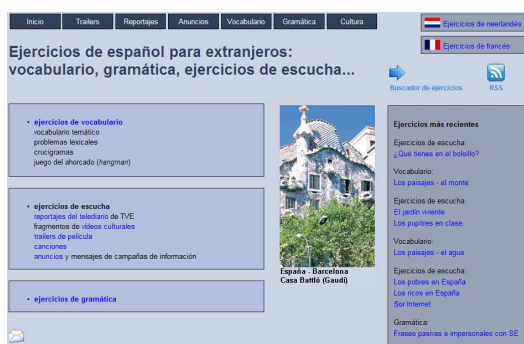 Inicio
Trailers
Reportajes
Anuncios
Vocabulario
Gramática
Cultura
Ejercicios de neerlandés
Ejercicios de francés
Ejercicios de español para extranjeros:
vocabulario, gramática, ejercicios de escucha...
Buscador de ejercicios
RSS
ejercicios de vocabulario
vocabulario temático
problemas lexicales
crucigramas
juego del ahorcado (hangman)
ejercicios de escucha
reportajes del telediario de TVE
fragmentos de vídeos culturales
trailers de película
canciones
anuncios y mensajes de campañas de información
ejercicios de gramática
España - Barcelona
Casa Battló (Gaudí)
Ejercicios más recientes
Ejercicios de escucha:
¿Qué tienes en el bolsillo?
Vocabulario:
Los paisajes - el monte
Ejercicios de escucha:
El jardín viviente
Los pupitres en clase
Vocabulario:
Los paisajes - el agua
Ejercicios de escucha:
Los pobres en España
Los ricos en España
Sor Internet
Gramática:
Frases pasivas e impersonales con SE